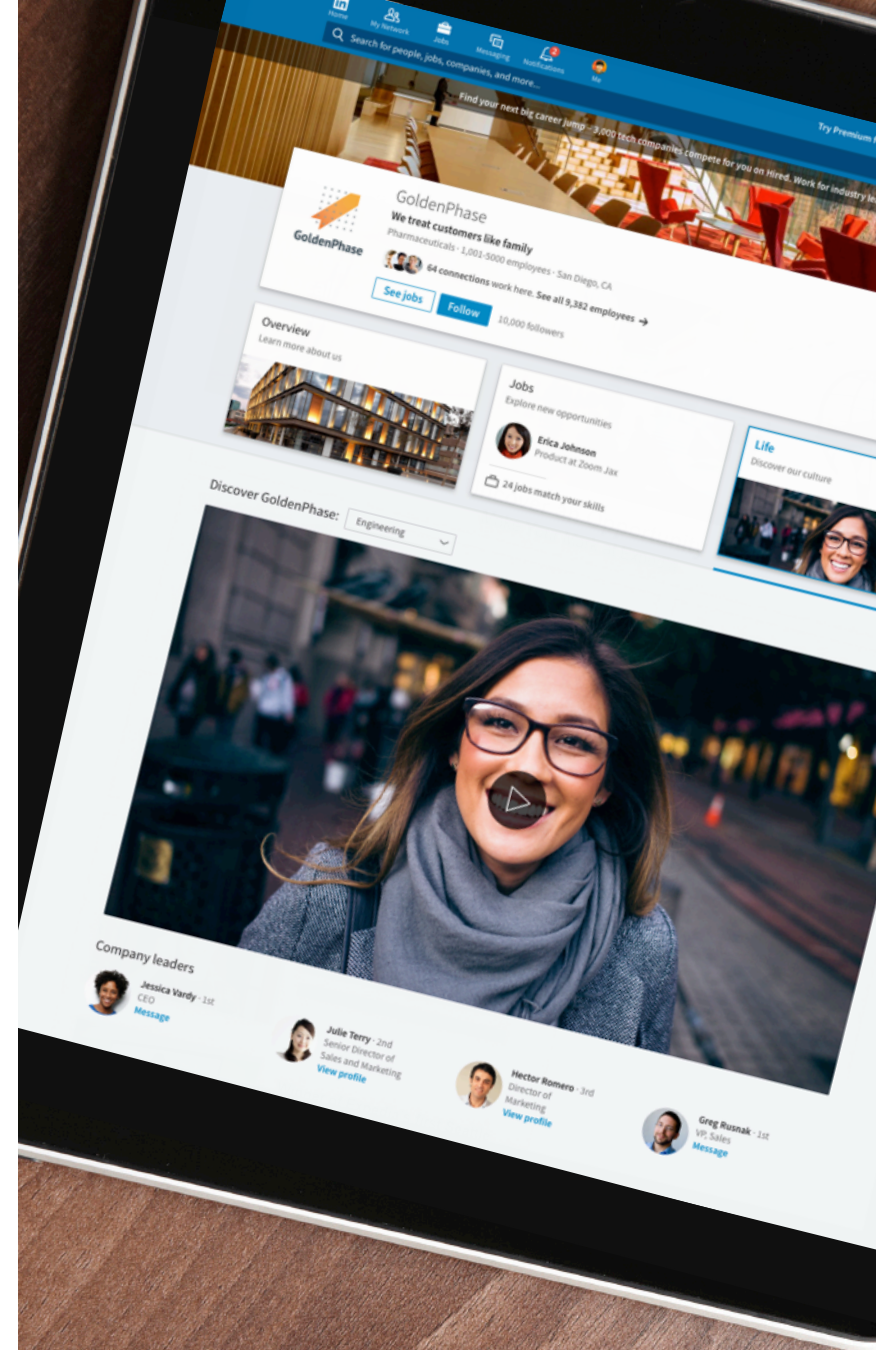 in
Home
My Network
Jobs
Messaging
2
Notifications
Me
Search for people, jobs, companies, and more...
Try Premium
Find your next big career jump - 3,000 tech companies compete for you on Hired. Work for industry
GoldenPhase
GoldenPhase
We treat customers like family
Pharmaceuticals · 1,001-5000 employees · San Diego, CA
64 connections work here. See all 9,382 employees →
See jobs
Follow
10,000 followers
Overview
Learn more about us
Jobs
Explore new opportunities
Erica Johnson
Product at Zoom Jax
24 jobs match your skills
Life
Discover our culture
Discover GoldenPhase:
Engineering
Company leaders
Jessica Vardy · 1st
CEO
Message
Julie Terry · 2nd
Senior Director of
Sales and Marketing
View profile
Hector Romero · 3rd
Director of
Marketing
View profile
Greg Rusnak · 1st
VP, Sales
Message